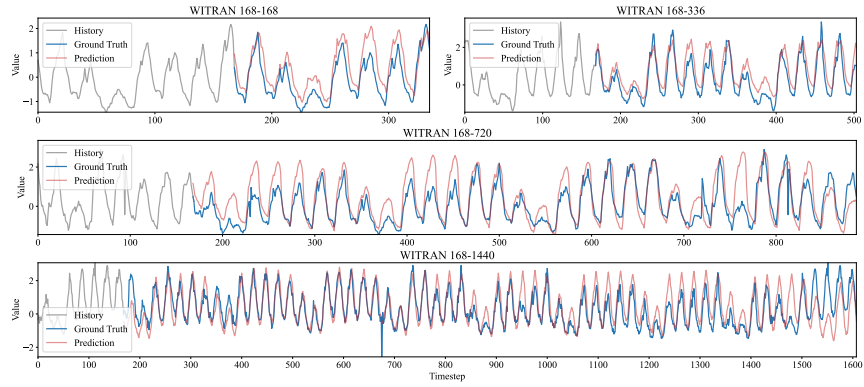 WITRAN 168-168
Value
2
1
0
−1
History
Ground Truth
Prediction
0
100
200
300
WITRAN 168-336
Value
2
0
History
Ground Truth
Prediction
0
100
200
300
400
500
WITRAN 168-720
Value
2
0
History
Ground Truth
Prediction
0
100
200
300
400
500
600
700
800
WITRAN 168-1440
Value
2
0
−2
History
Ground Truth
Prediction
0
100
200
300
400
500
600
700
800
900
1000
1100
1200
1300
1400
1500
1600
Timestep